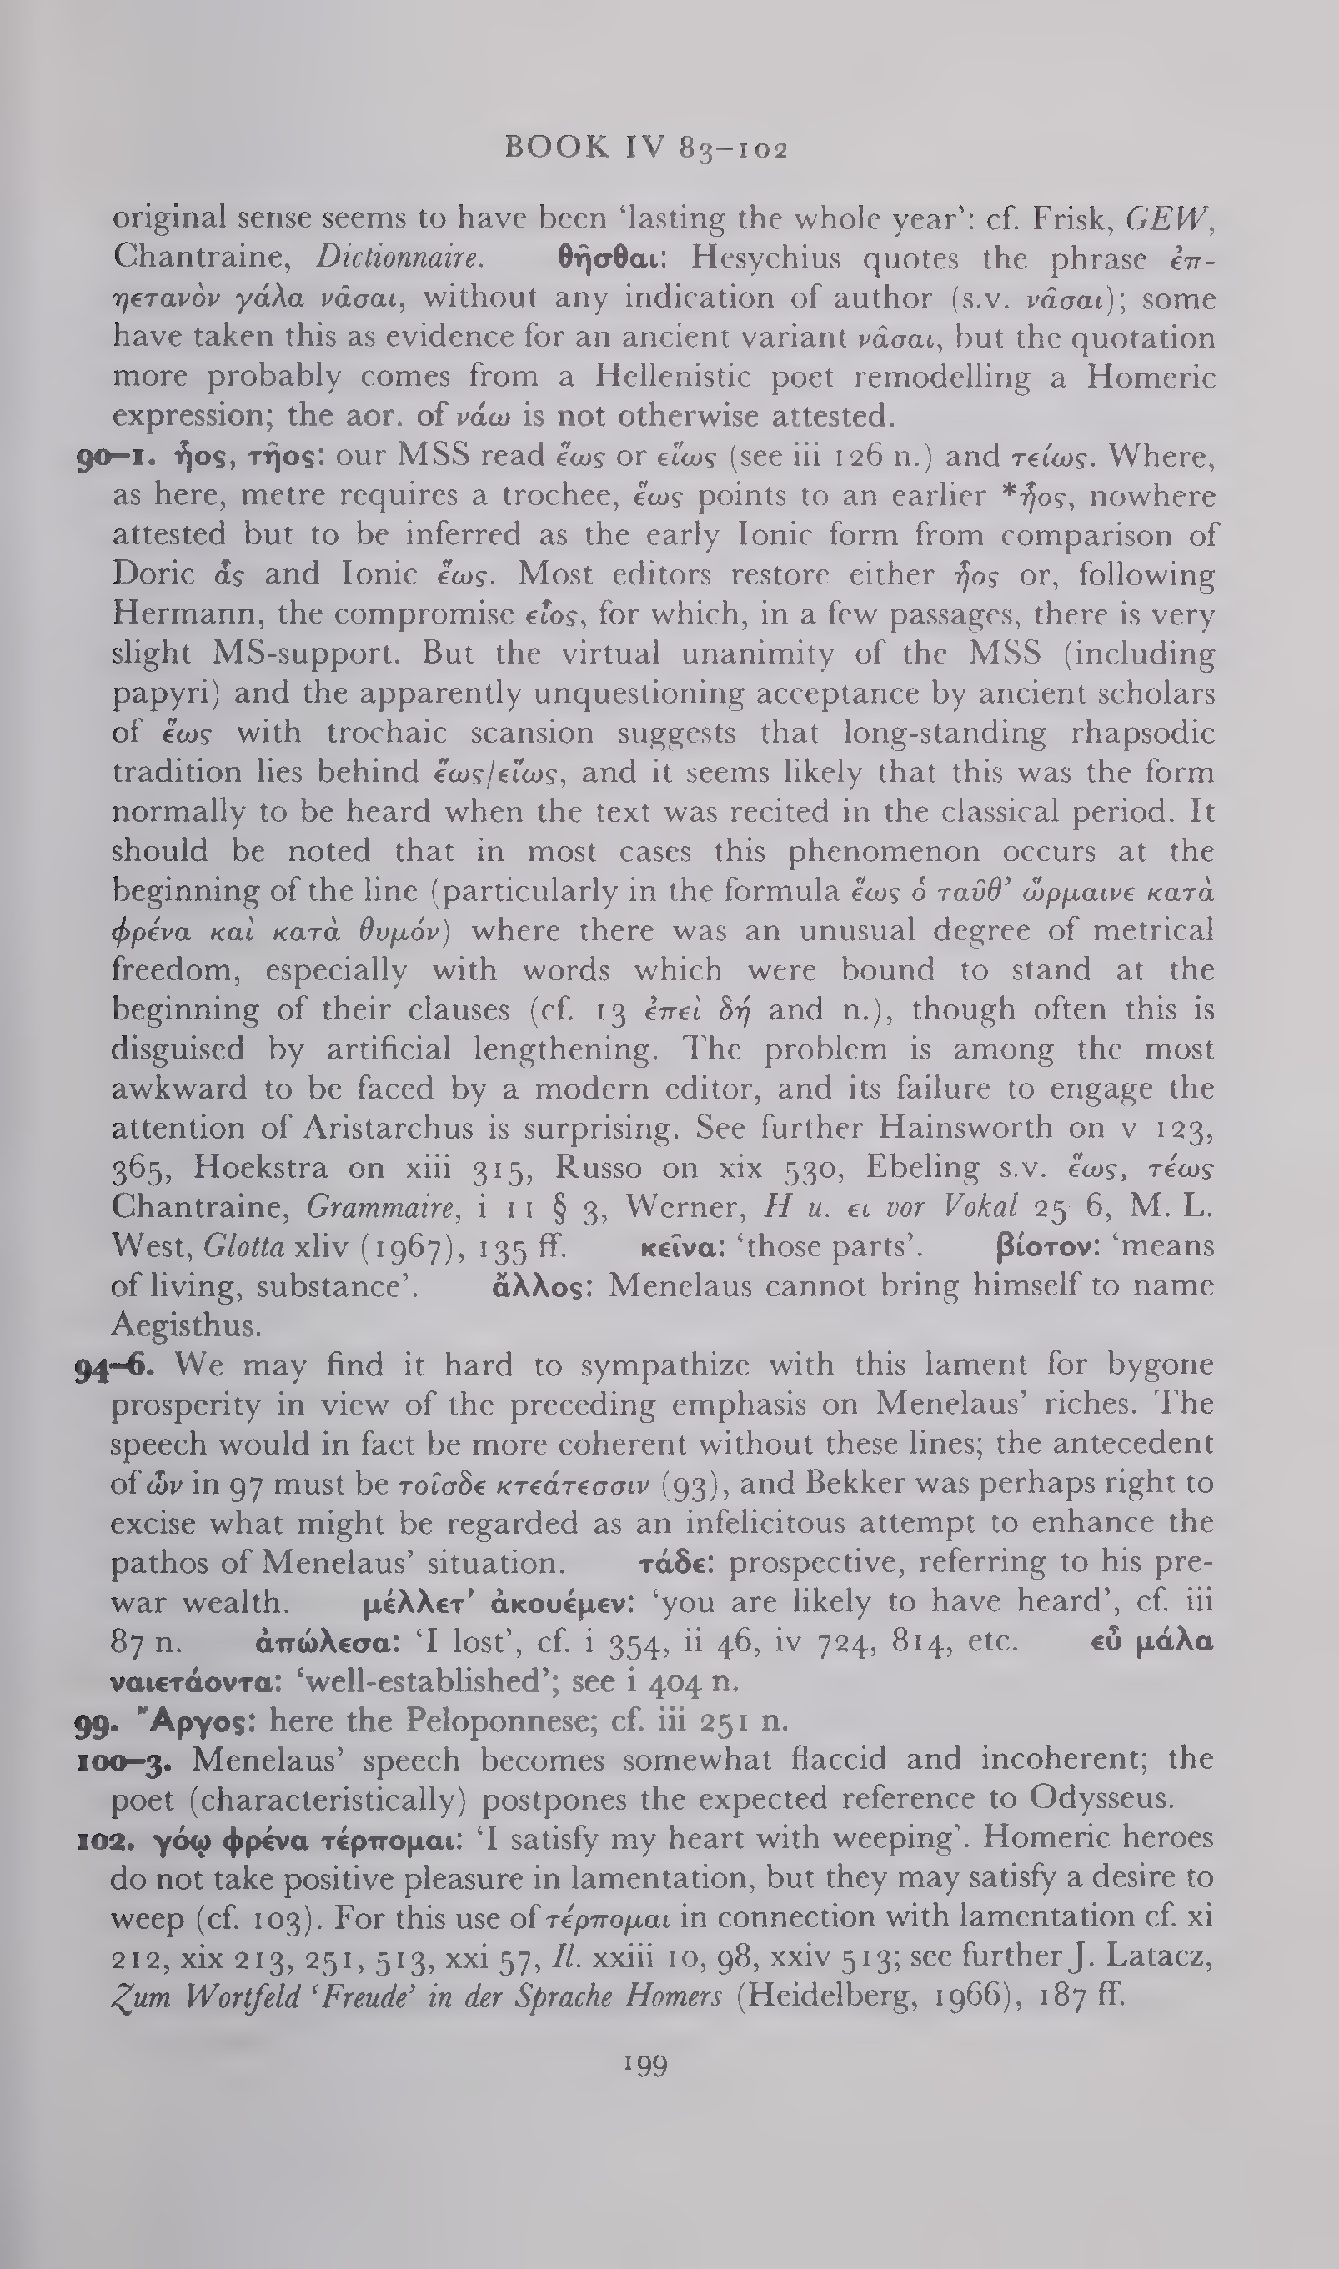 BOOK IV 83–102
original sense seems to have been ‘lasting the whole year’: cf. Frisk, GEW,
Chantraine, Dictionnaire. θῆσθαι: Hesychius quotes the phrase ἐπ-
ηετανὸν γάλα νᾶσαι, without any indication of author (s.v. νᾶσαι); some
have taken this as evidence for an ancient variant νᾶσαι, but the quotation
more probably comes from a Hellenistic poet remodelling a Homeric
expression; the aor. of νάω is not otherwise attested.
90–1. ἧος, τῆος: our MSS read ἕως or εἵως (see iii 126 n.) and τείως. Where,
as here, metre requires a trochee, ἕως points to an earlier *ἧος, nowhere
attested but to be inferred as the early Ionic form from comparison of
Doric ἇς and Ionic ἕως. Most editors restore either ἧος or, following
Hermann, the compromise εἷος, for which, in a few passages, there is very
slight MS-support. But the virtual unanimity of the MSS (including
papyri) and the apparently unquestioning acceptance by ancient scholars
of ἕως with trochaic scansion suggests that long-standing rhapsodic
tradition lies behind ἕως/εἵως, and it seems likely that this was the form
normally to be heard when the text was recited in the classical period. It
should be noted that in most cases this phenomenon occurs at the
beginning of the line (particularly in the formula ἕως ὁ ταῦθ’ ὥρμαινε κατὰ
φρένα καὶ κατὰ θυμόν) where there was an unusual degree of metrical
freedom, especially with words which were bound to stand at the
beginning of their clauses (cf. 13 ἐπεὶ δή and n.), though often this is
disguised by artificial lengthening. The problem is among the most
awkward to be faced by a modern editor, and its failure to engage the
attention of Aristarchus is surprising. See further Hainsworth on v 123,
365, Hoekstra on xiii 315, Russo on xix 530, Ebeling s.v. ἕως, τέως
Chantraine, Grammaire, i 11 § 3, Werner, H u. ει vor Vokal 25 6, M. L.
West, Glotta xliv (1967), 135 ff. κεῖνα: ‘those parts’. βίοτον: ‘means
of living, substance’. ἄλλος: Menelaus cannot bring himself to name
Aegisthus.
94–6. We may find it hard to sympathize with this lament for bygone
prosperity in view of the preceding emphasis on Menelaus’ riches. The
speech would in fact be more coherent without these lines; the antecedent
of ὧν in 97 must be τοῖσδε κτεάτεσσιν (93), and Bekker was perhaps right to
excise what might be regarded as an infelicitous attempt to enhance the
pathos of Menelaus’ situation. τάδε: prospective, referring to his pre-
war wealth. μέλλετ’ ἀκουέμεν: ‘you are likely to have heard’, cf. iii
87 n. ἀπώλεσα: ‘I lost’, cf. i 354, ii 46, iv 724, 814, etc. εὖ μάλα
ναιετάοντα: ‘well-established’; see i 404 n.
99. Ἄργος: here the Peloponnese; cf. iii 251 n.
100–3. Menelaus’ speech becomes somewhat flaccid and incoherent; the
poet (characteristically) postpones the expected reference to Odysseus.
102. γόῳ φρένα τέρπομαι: ‘I satisfy my heart with weeping’. Homeric heroes
do not take positive pleasure in lamentation, but they may satisfy a desire to
weep (cf. 103). For this use of τέρπομαι in connection with lamentation cf. xi
212, xix 213, 251, 513, xxi 57, Il. xxiii 10, 98, xxiv 513; see further J. Latacz,
Zum Wortfeld ‘Freude’ in der Sprache Homers (Heidelberg, 1966), 187 ff.
199